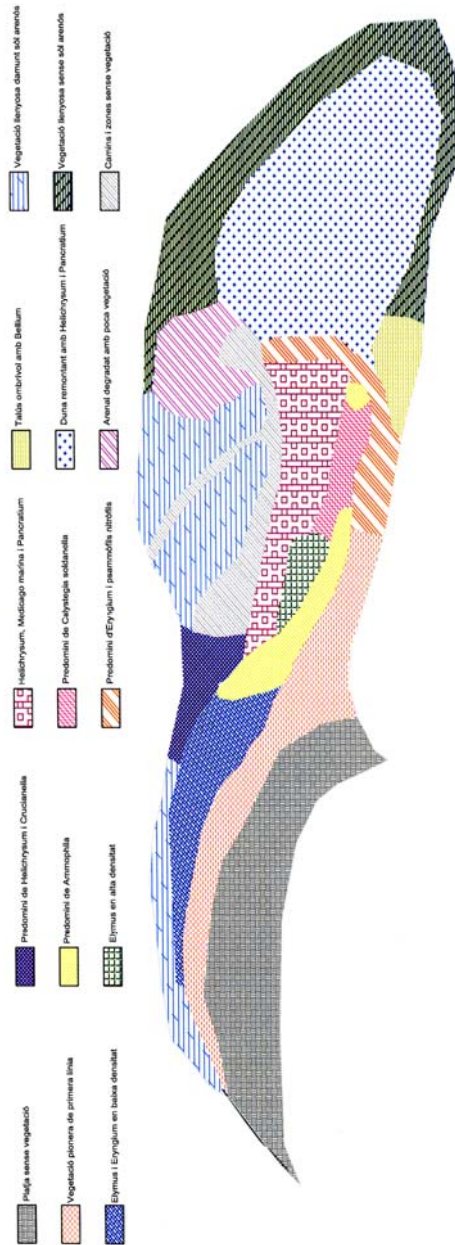 Platja sense vegetació
Vegetació pionera de primera línia
Elymus i Eryngium en baixa densitat
Predomini de Helichrysum i Crucianella
Predomini de Ammophila
Elymus en alta densitat
Helichrysum, Medicago marina i Pancratium
Predomini de Calystegia soldanella
Predomini d'Eryngium i psammòfils nitròfils
Talús ombrívol amb Bellium
Duna remontant amb Helichrysum i Pancratium
Arenal degradat amb poca vegetació
Vegetació llenyosa damunt sòl arenós
Vegetació llenyosa sense sòl arenós
Camins i zones sense vegetació